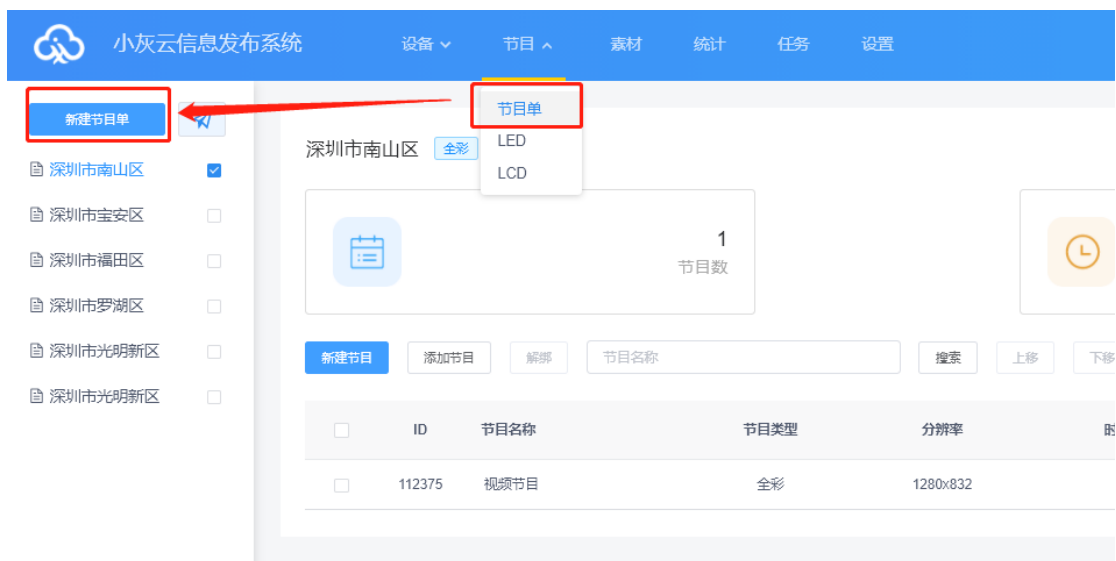 小灰云信息发布系统 设备 节目 素材 统计 任务 设置
新建节目单
节目单
LED
LCD
深圳市南山区
深圳市宝安区
深圳市福田区
深圳市罗湖区
深圳市光明新区
深圳市光明新区
深圳市南山区 全彩
1
节目数
新建节目 添加节目 解绑 节目名称 搜索 上移 下移
ID 节目名称 节目类型 分辨率
112375 视频节目 全彩 1280x832